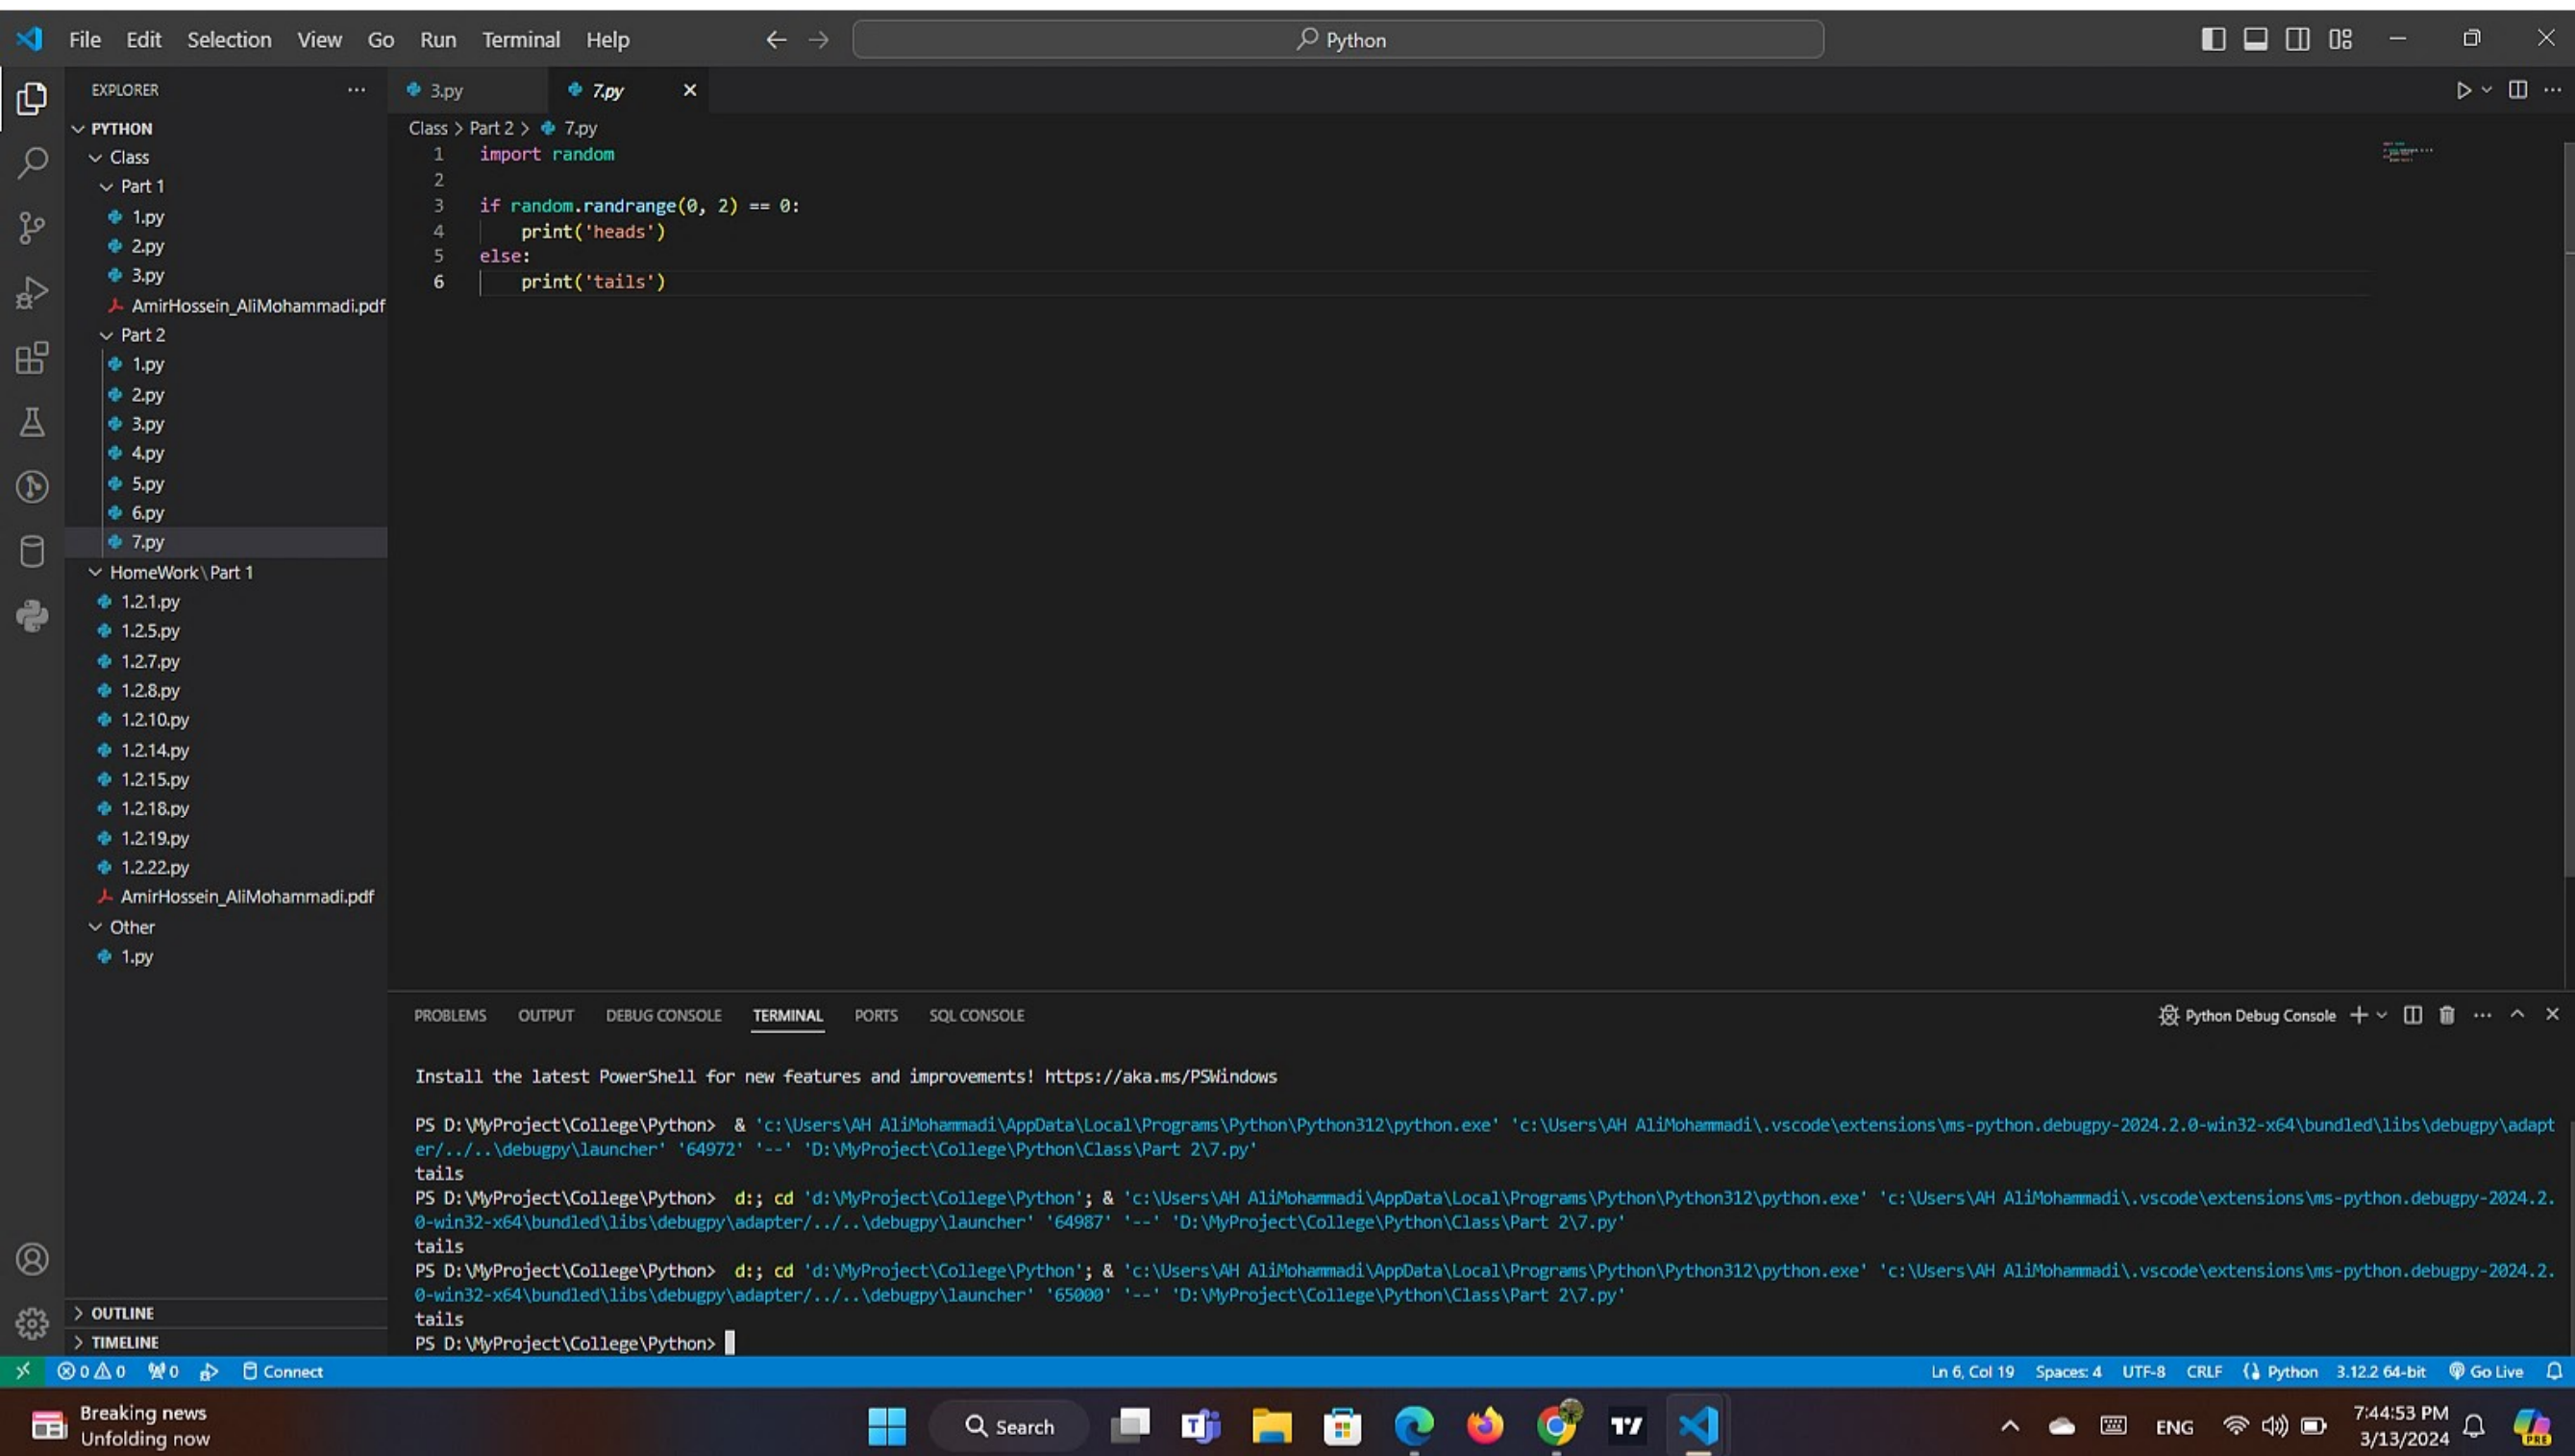 File Edit Selection View Go Run Terminal Help
Python
EXPLORER
PYTHON
Class
Part 1
1.py
2.py
3.py
AmirHossein_AliMohammadi.pdf
Part 2
1.py
2.py
3.py
4.py
5.py
6.py
7.py
HomeWork\Part 1
1.2.1.py
1.2.5.py
1.2.7.py
1.2.8.py
1.2.10.py
1.2.14.py
1.2.15.py
1.2.18.py
1.2.19.py
1.2.22.py
AmirHossein_AliMohammadi.pdf
Other
1.py
OUTLINE
TIMELINE
3.py 7.py
Class > Part 2 > 7.py
1 import random
2
3 if random.randrange(0, 2) == 0:
4 print('heads')
5 else:
6 print('tails')
PROBLEMS OUTPUT DEBUG CONSOLE TERMINAL PORTS SQL CONSOLE
Python Debug Console
Install the latest PowerShell for new features and improvements! https://aka.ms/PSWindows
PS D:\MyProject\College\Python> & 'c:\Users\AH AliMohammadi\AppData\Local\Programs\Python\Python312\python.exe' 'c:\Users\AH AliMohammadi\.vscode\extensions\ms-python.debugpy-2024.2.0-win32-x64\bundled\libs\debugpy\adapt
er/../..\debugpy\launcher' '64972' '--' 'D:\MyProject\College\Python\Class\Part 2\7.py'
tails
PS D:\MyProject\College\Python> d:; cd 'd:\MyProject\College\Python'; & 'c:\Users\AH AliMohammadi\AppData\Local\Programs\Python\Python312\python.exe' 'c:\Users\AH AliMohammadi\.vscode\extensions\ms-python.debugpy-2024.2.
0-win32-x64\bundled\libs\debugpy\adapter/../..\debugpy\launcher' '64987' '--' 'D:\MyProject\College\Python\Class\Part 2\7.py'
tails
PS D:\MyProject\College\Python> d:; cd 'd:\MyProject\College\Python'; & 'c:\Users\AH AliMohammadi\AppData\Local\Programs\Python\Python312\python.exe' 'c:\Users\AH AliMohammadi\.vscode\extensions\ms-python.debugpy-2024.2.
0-win32-x64\bundled\libs\debugpy\adapter/../..\debugpy\launcher' '65000' '--' 'D:\MyProject\College\Python\Class\Part 2\7.py'
tails
PS D:\MyProject\College\Python>
0 0 0 Connect
Ln 6, Col 19 Spaces: 4 UTF-8 CRLF Python 3.12.2 64-bit Go Live
Breaking news
Unfolding now
Search
ENG
7:44:53 PM
3/13/2024
PRE